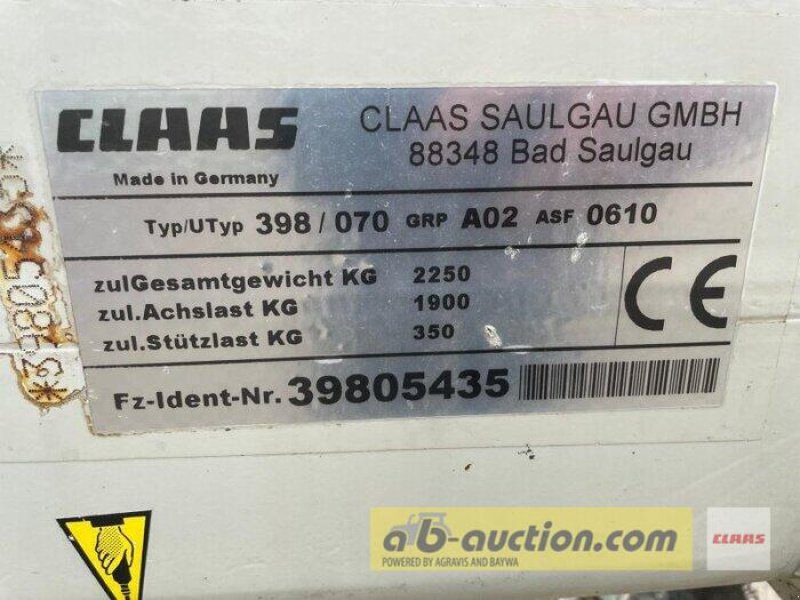 CLAAS
Made in Germany
CLAAS SAULGAU GMBH
88348 Bad Saulgau
Typ/UTyp 398 / 070 GRP A02 ASF 0610
zulGesamtgewicht KG 2250
zul.Achslast KG 1900
zul.Stützlast KG 350
CE
Fz-Ident-Nr. 39805435
*39805435*
ab-auction.com
POWERED BY AGRAVIS AND BAYWA
CLAAS